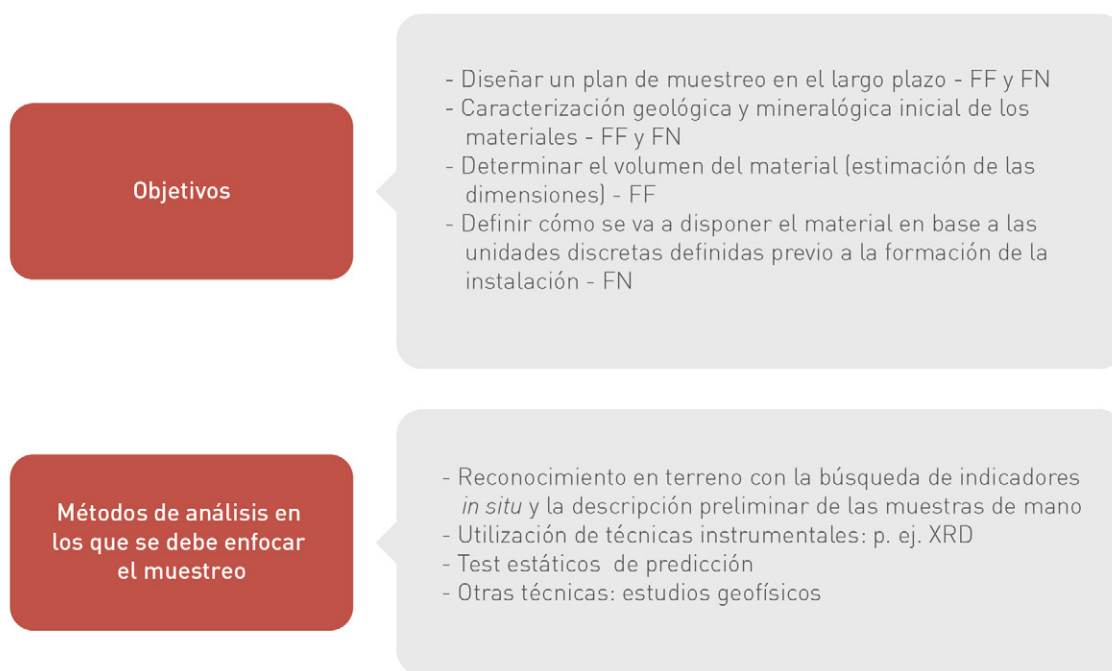 Objetivos
- Diseñar un plan de muestreo en el largo plazo - FF y FN
- Caracterización geológica y mineralógica inicial de los
materiales - FF y FN
- Determinar el volumen del material (estimación de las
dimensiones) - FF
- Definir cómo se va a disponer el material en base a las
unidades discretas definidas previo a la formación de la
instalación - FN
Métodos de análisis en
los que se debe enfocar
el muestreo
- Reconocimiento en terreno con la búsqueda de indicadores
in situ y la descripción preliminar de las muestras de mano
- Utilización de técnicas instrumentales: p. ej. XRD
- Test estáticos de predicción
- Otras técnicas: estudios geofísicos